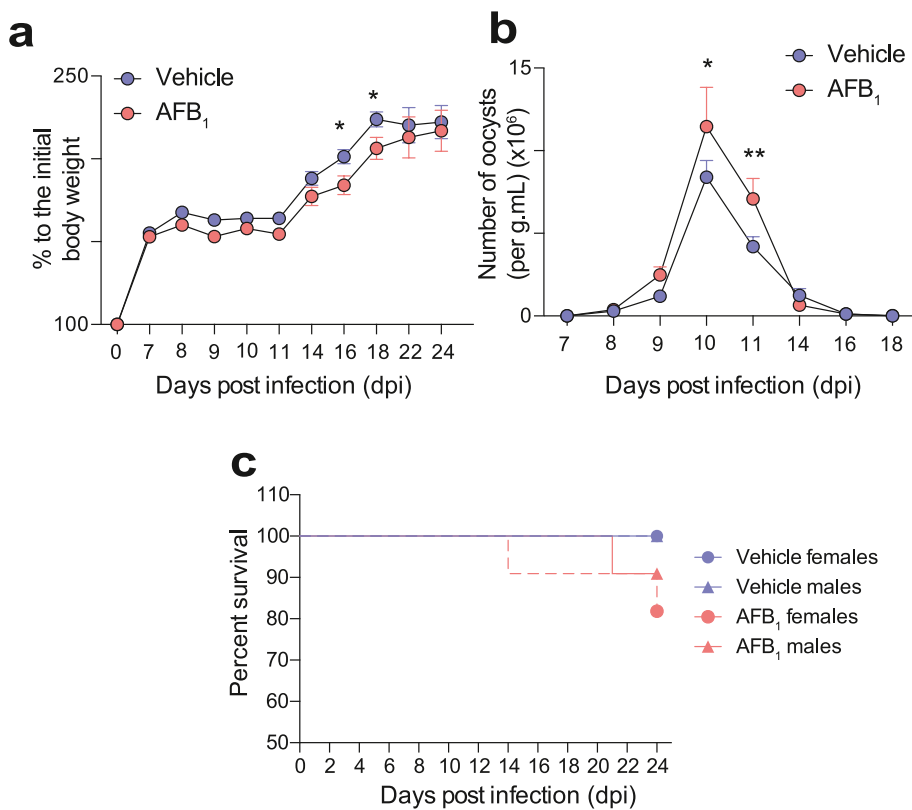 a
Vehicle
AFB₁
250
100
% to the initial
body weight
*
*
0 7 8 9 10 11 14 16 18 22 24
Days post infection (dpi)
b
Vehicle
AFB₁
15
0
Number of oocysts
(per g.mL) (x10⁶)
*
**
7 8 9 10 11 14 16 18
Days post infection (dpi)
c
110
100
90
80
70
60
50
Percent survival
0 2 4 6 8 10 12 14 16 18 20 22 24
Days post infection (dpi)
Vehicle females
Vehicle males
AFB₁ females
AFB₁ males